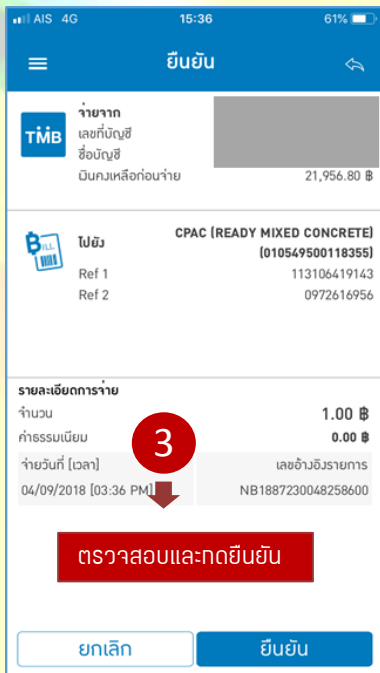 AIS 4G 15:36 61%
ยืนยัน
TMB
จ่ายจาก
เลขที่บัญชี
ชื่อบัญชี
เงินคงเหลือก่อนจ่าย 21,956.80 ฿
BILL
ไปยัง CPAC (READY MIXED CONCRETE)
(010549500118355)
Ref 1 113106419143
Ref 2 0972616956
รายละเอียดการจ่าย
จำนวน 1.00 ฿
ค่าธรรมเนียม 0.00 ฿
3
จ่ายวันที่ [เวลา] เลขอ้างอิงรายการ
04/09/2018 [03:36 PM] NB1887230048258600
ตรวจสอบและกดยืนยัน
ยกเลิก ยืนยัน